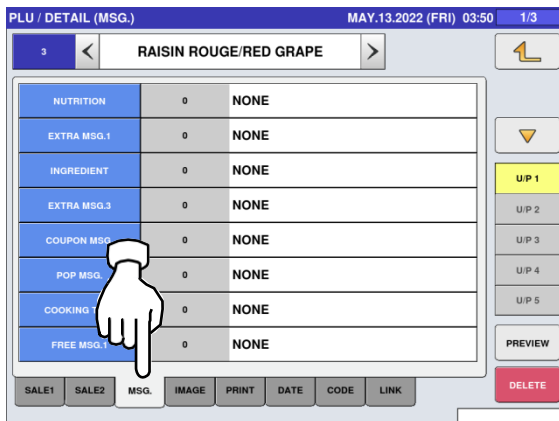 PLU / DETAIL (MSG.) MAY.13.2022 (FRI) 03:50 1/3
3 RAISIN ROUGE/RED GRAPE
NUTRITION 0 NONE
EXTRA MSG.1 0 NONE
INGREDIENT 0 NONE
EXTRA MSG.3 0 NONE
COUPON MSG. 0 NONE
POP MSG. 0 NONE
COOKING 0 NONE
FREE MSG.1 0 NONE
U/P 1
U/P 2
U/P 3
U/P 4
U/P 5
PREVIEW
DELETE
SALE1 SALE2 MSG. IMAGE PRINT DATE CODE LINK